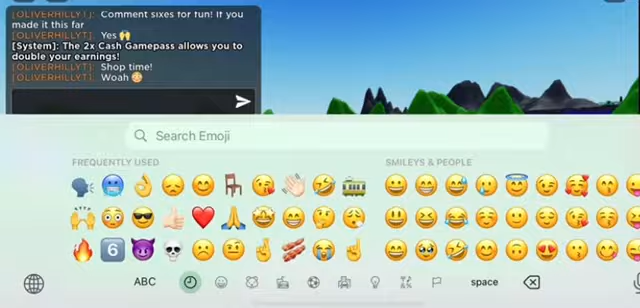 [OLIVERHILLYT]: Comment sixes for fun! If you
made it this far
[OLIVERHILLYT]: Yes 🙌
[System]: The 2x Cash Gamepass allows you to
double your earnings!
[OLIVERHILLYT]: Shop time!
[OLIVERHILLYT]: Woah 😳
Search Emoji
FREQUENTLY USED
SMILEYS & PEOPLE
6
ABC
space